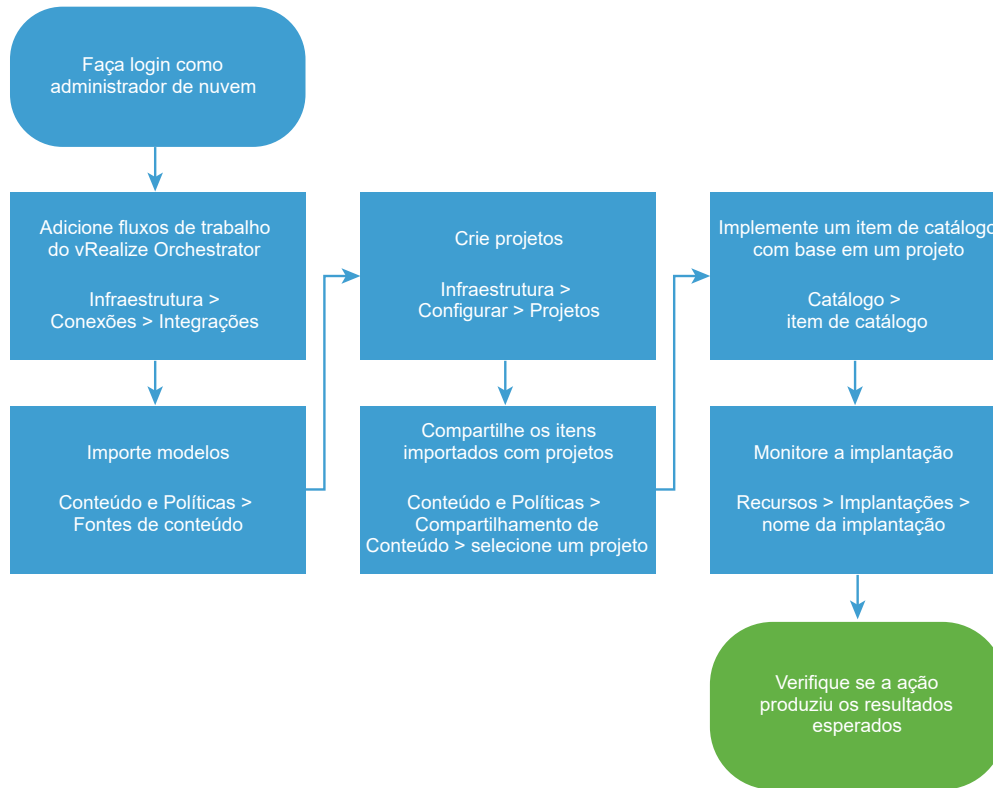 Faça login como
administrador de nuvem
Adicione fluxos de trabalho
do vRealize Orchestrator
Infraestrutura >
Conexões > Integrações
Importe modelos
Conteúdo e Políticas >
Fontes de conteúdo
Crie projetos
Infraestrutura >
Configurar > Projetos
Compartilhe os itens
importados com projetos
Conteúdo e Políticas >
Compartilhamento de
Conteúdo > selecione um projeto
Implemente um item de catálogo
com base em um projeto
Catálogo >
item de catálogo
Monitore a implantação
Recursos > Implantações >
nome da implantação
Verifique se a ação
produziu os resultados
esperados